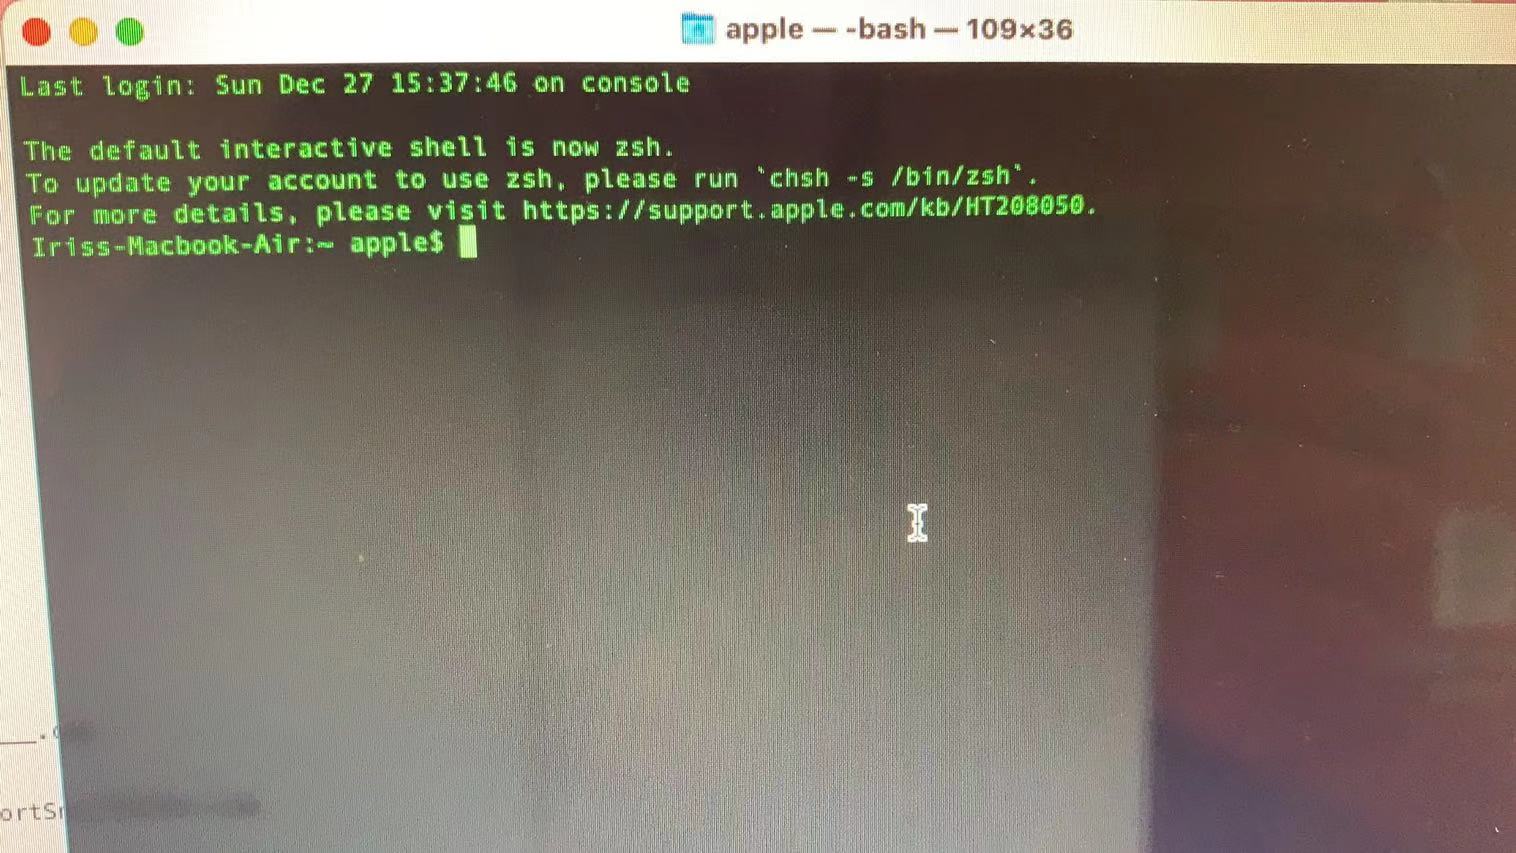 apple — -bash — 109×36
Last login: Sun Dec 27 15:37:46 on console
The default interactive shell is now zsh.
To update your account to use zsh, please run `chsh -s /bin/zsh`.
For more details, please visit https://support.apple.com/kb/HT208050.
Iriss-Macbook-Air:~ apple$